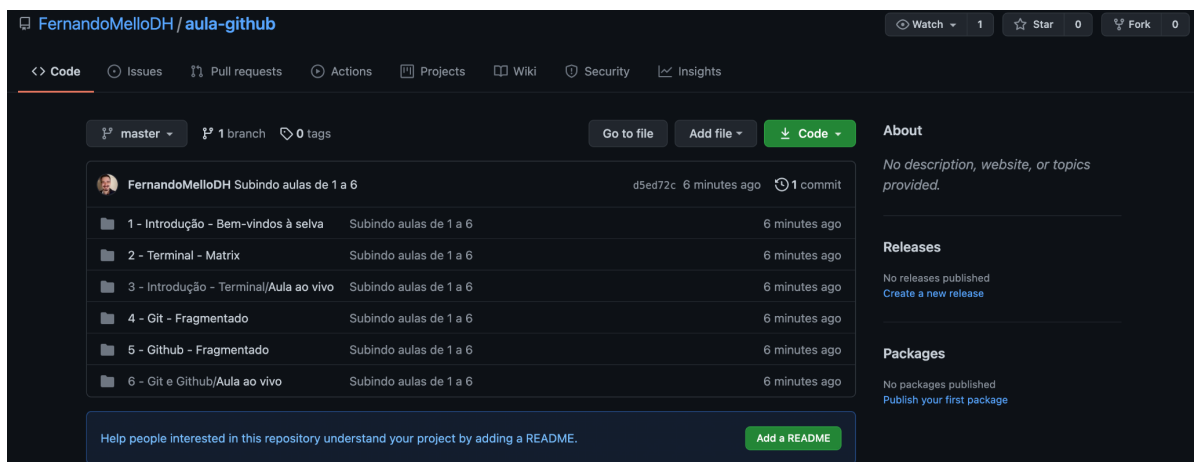 FernandoMelloDH / aula-github
Watch 1 Star 0 Fork 0
<> Code Issues Pull requests Actions Projects Wiki Security Insights
master 1 branch 0 tags Go to file Add file Code
FernandoMelloDH Subindo aulas de 1 a 6 d5ed72c 6 minutes ago 1 commit
1 - Introdução - Bem-vindos à selva Subindo aulas de 1 a 6 6 minutes ago
2 - Terminal - Matrix Subindo aulas de 1 a 6 6 minutes ago
3 - Introdução - Terminal/Aula ao vivo Subindo aulas de 1 a 6 6 minutes ago
4 - Git - Fragmentado Subindo aulas de 1 a 6 6 minutes ago
5 - Github - Fragmentado Subindo aulas de 1 a 6 6 minutes ago
6 - Git e Github/Aula ao vivo Subindo aulas de 1 a 6 6 minutes ago
Help people interested in this repository understand your project by adding a README. Add a README
About
No description, website, or topics
provided.
Releases
No releases published
Create a new release
Packages
No packages published
Publish your first package